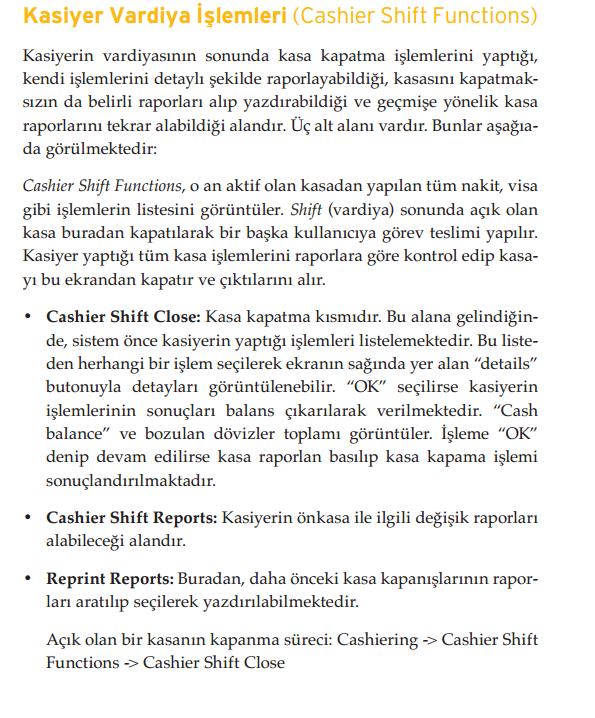 Kasiyer Vardiya İşlemleri (Cashier Shift Functions)
Kasiyerin vardiyasının sonunda kasa kapatma işlemlerini yaptığı,
kendi işlemlerini detaylı şekilde raporlayabildiği, kasasını kapatmak-
sızın da belirli raporları alıp yazdırabildiği ve geçmişe yönelik kasa
raporlarını tekrar alabildiği alandır. Üç alt alanı vardır. Bunlar aşağıa-
da görülmektedir:
Cashier Shift Functions, o an aktif olan kasadan yapılan tüm nakit, visa
gibi işlemlerin listesini görüntüler. Shift (vardiya) sonunda açık olan
kasa buradan kapatılarak bir başka kullanıcıya görev teslimi yapılır.
Kasiyer yaptığı tüm kasa işlemlerini raporlara göre kontrol edip kasa-
yı bu ekrandan kapatır ve çıktılarını alır.
• Cashier Shift Close: Kasa kapatma kısmıdır. Bu alana gelindiğin-
de, sistem önce kasiyerin yaptığı işlemleri listelemektedir. Bu liste-
den herhangi bir işlem seçilerek ekranın sağında yer alan “details”
butonuyla detayları görüntülenebilir. “OK” seçilirse kasiyerin
işlemlerinin sonuçları balans çıkarılarak verilmektedir. “Cash
balance” ve bozulan dövizler toplamı görüntüler. İşleme “OK”
denip devam edilirse kasa raporlan basılıp kasa kapama işlemi
sonuçlandırılmaktadır.
• Cashier Shift Reports: Kasiyerin önkasa ile ilgili değişik raporları
alabileceği alandır.
• Reprint Reports: Buradan, daha önceki kasa kapanışlarının rapor-
ları aratılıp seçilerek yazdırılabilmektedir.
Açık olan bir kasanın kapanma süreci: Cashiering -> Cashier Shift
Functions -> Cashier Shift Close